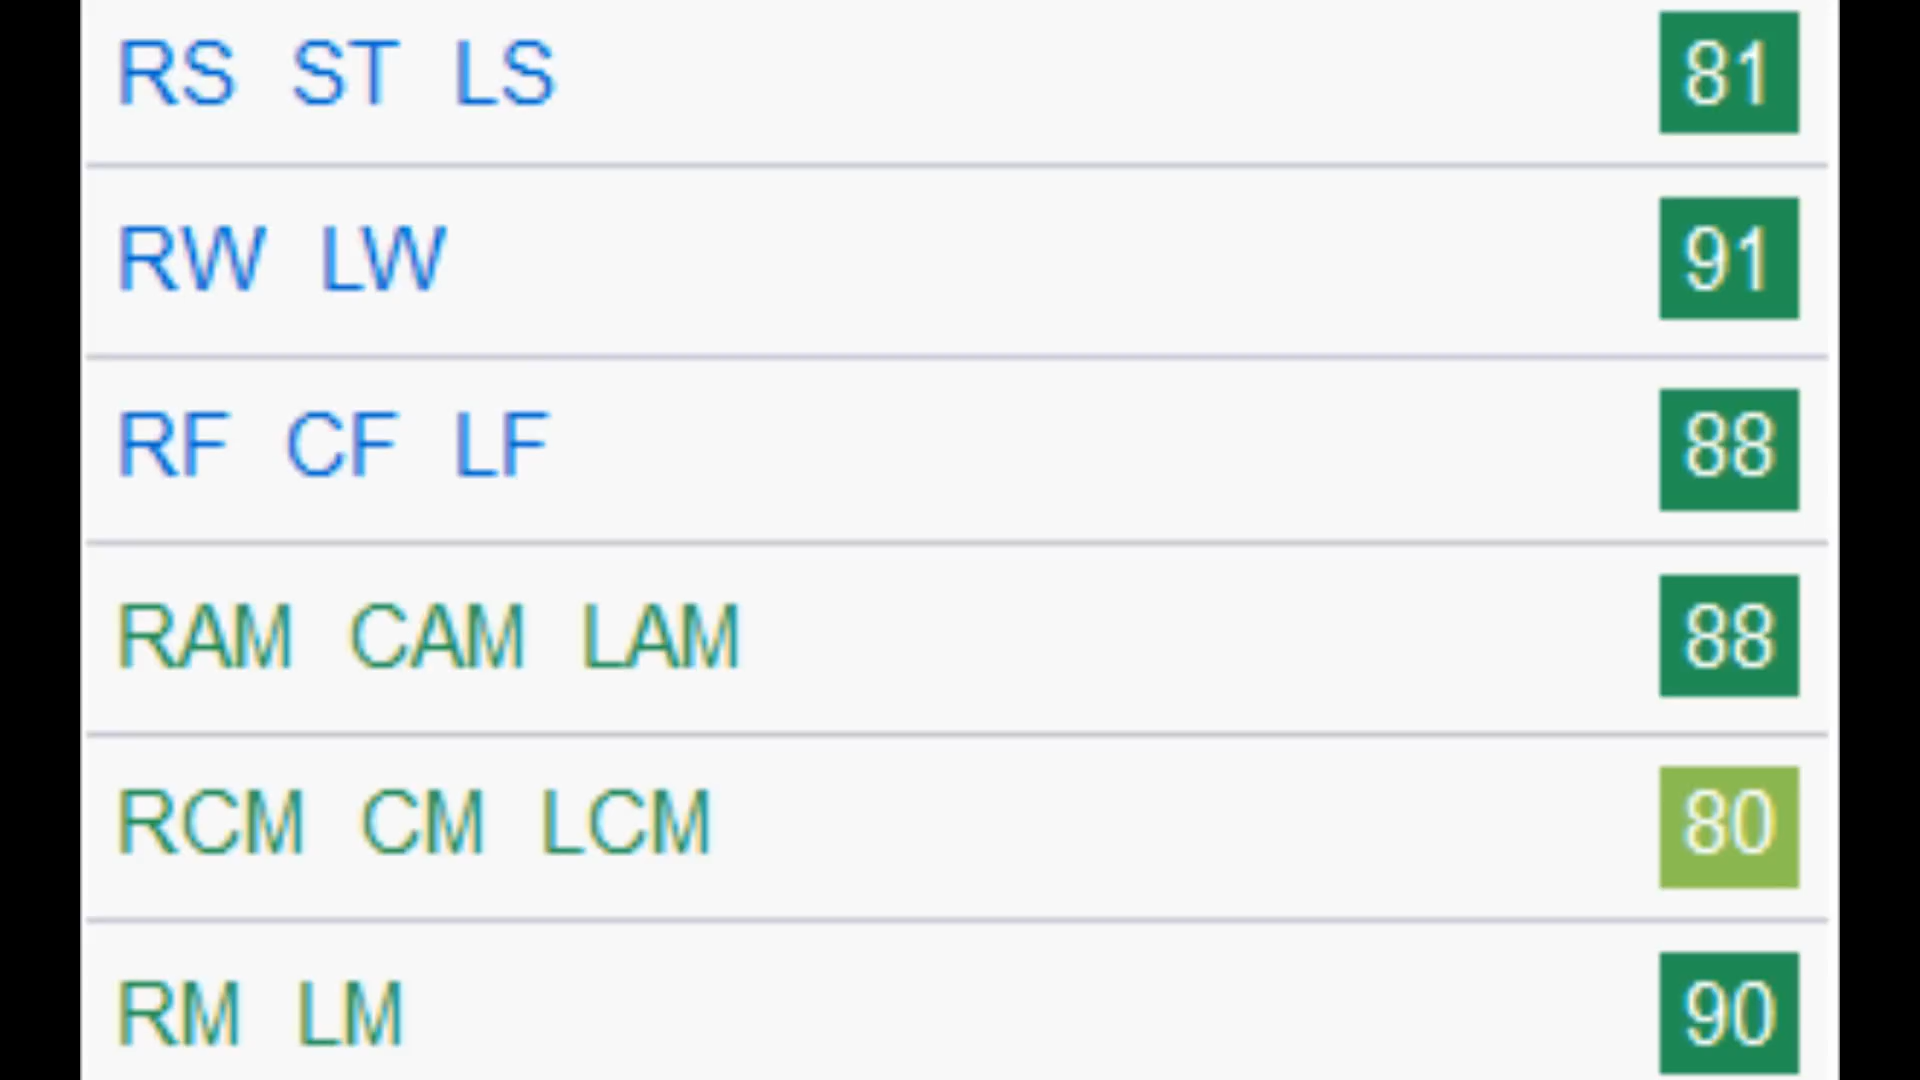 RS ST LS 81
RW LW 91
RF CF LF 88
RAM CAM LAM 88
RCM CM LCM 80
RM LM 90